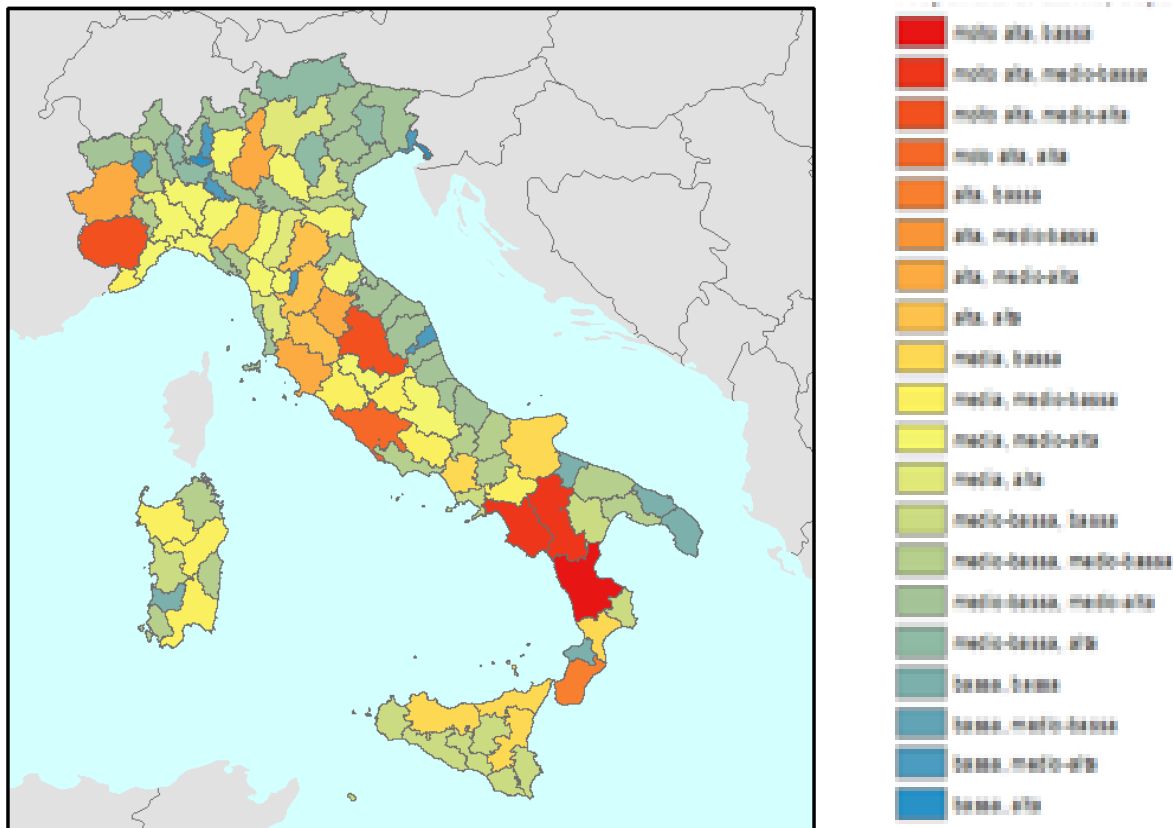 molto alta, bassa
molto alta, medio-bassa
molto alta, medio-alta
molto alta, alta
alta, bassa
alta, medio-bassa
alta, medio-alta
alta, alta
media, bassa
media, medio-bassa
media, medio-alta
media, alta
medio-bassa, bassa
medio-bassa, medio-bassa
medio-bassa, medio-alta
medio-bassa, alta
bassa, bassa
bassa, medio-bassa
bassa, medio-alta
bassa, alta